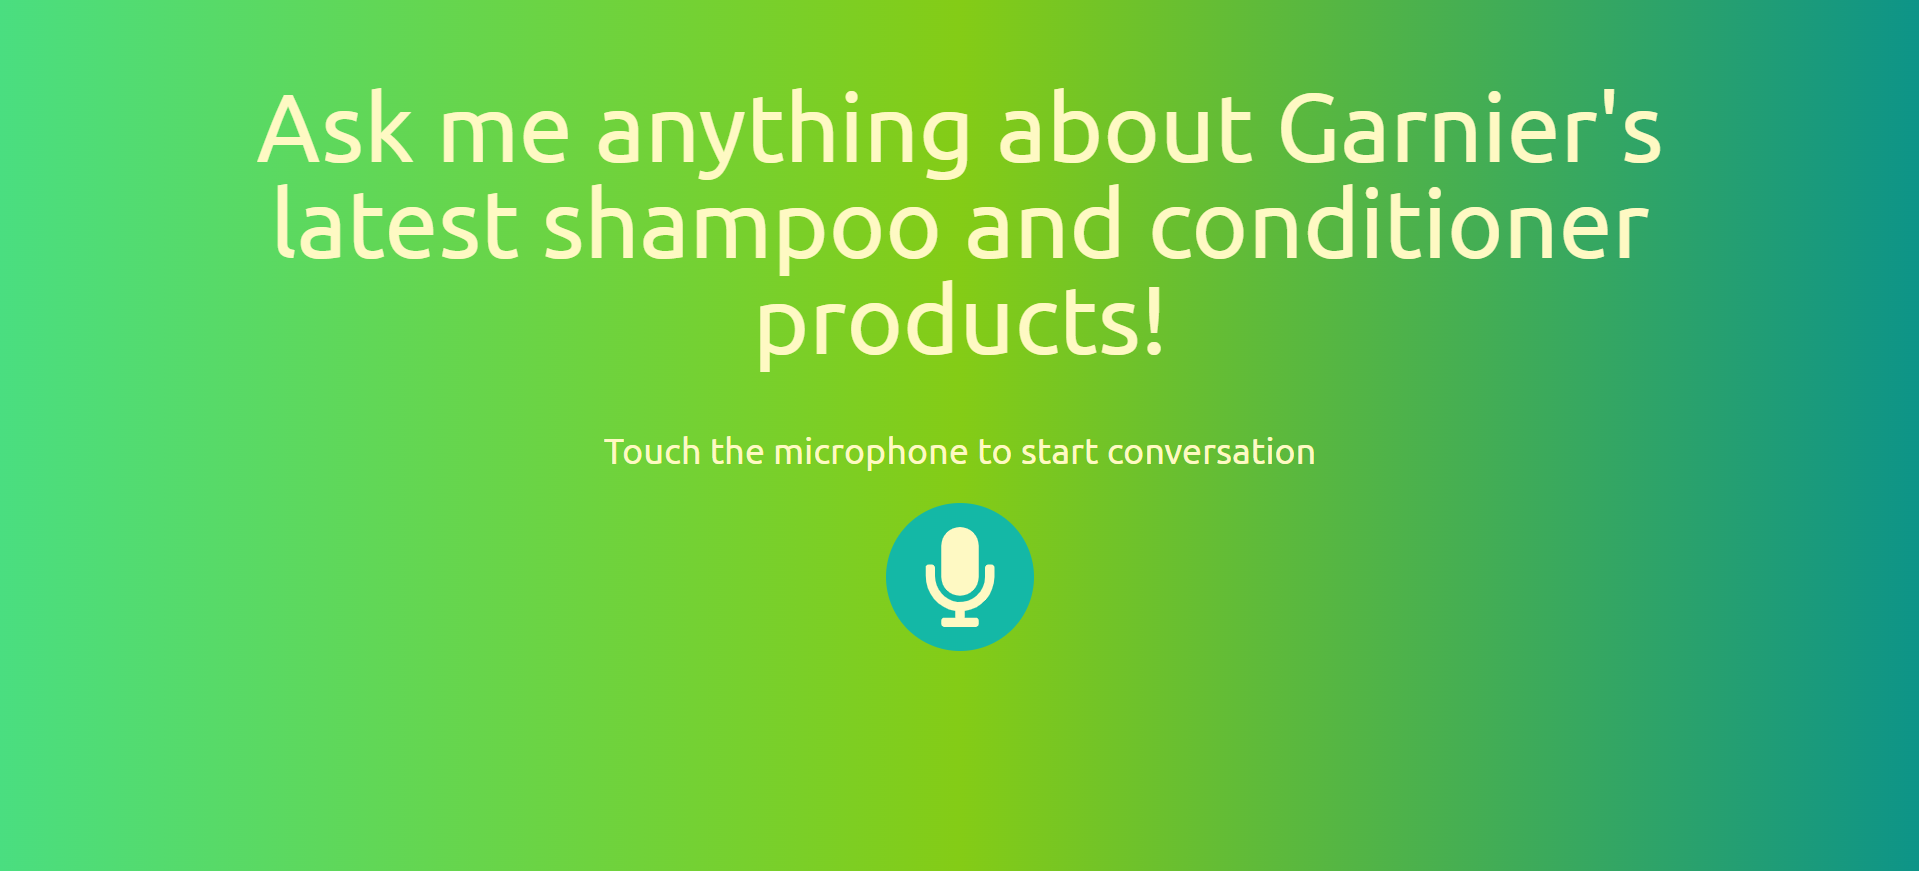 Ask me anything about Garnier's
latest shampoo and conditioner
products!
Touch the microphone to start conversation